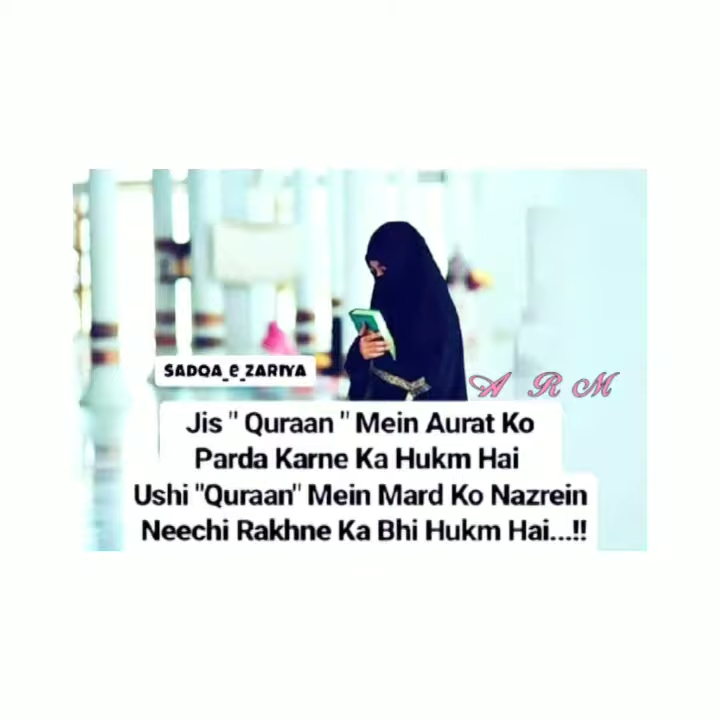 SADQA_e_ZARIYA
A R M
Jis " Quraan " Mein Aurat Ko
Parda Karne Ka Hukm Hai
Ushi "Quraan" Mein Mard Ko Nazrein
Neechi Rakhne Ka Bhi Hukm Hai...!!